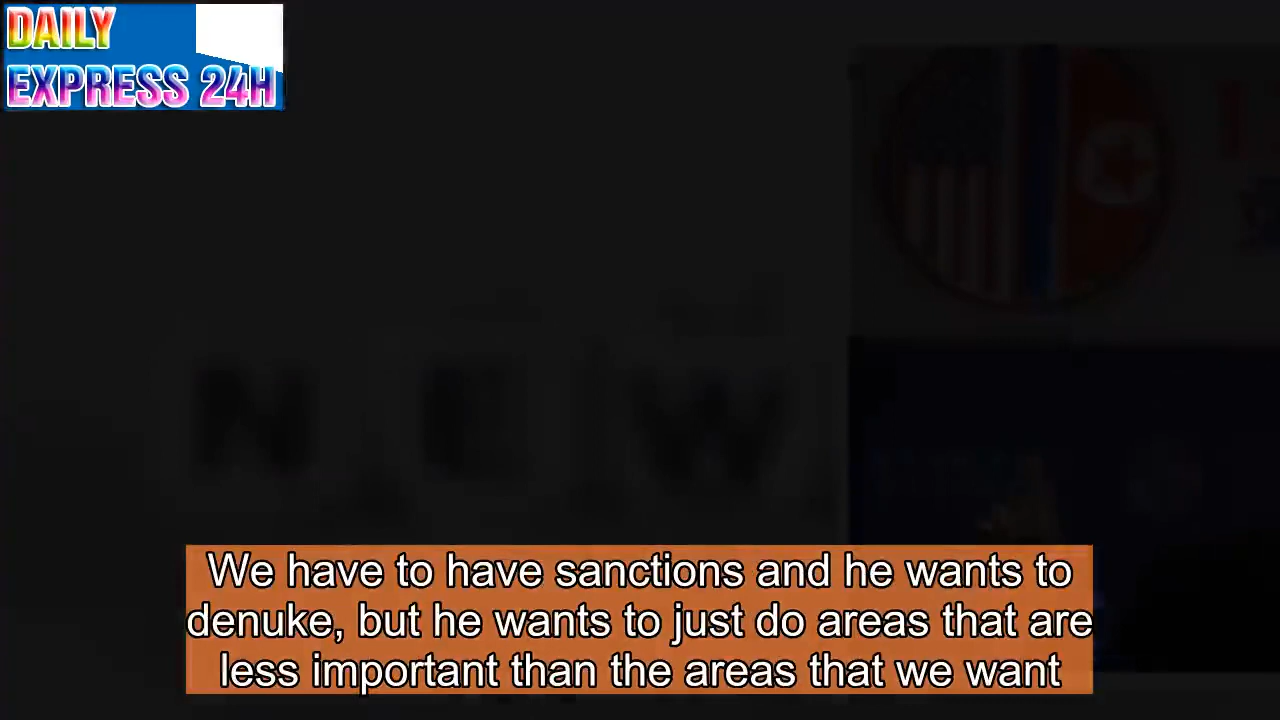 DAILY
EXPRESS 24H
N E W
We have to have sanctions and he wants to
denuke, but he wants to just do areas that are
less important than the areas that we want